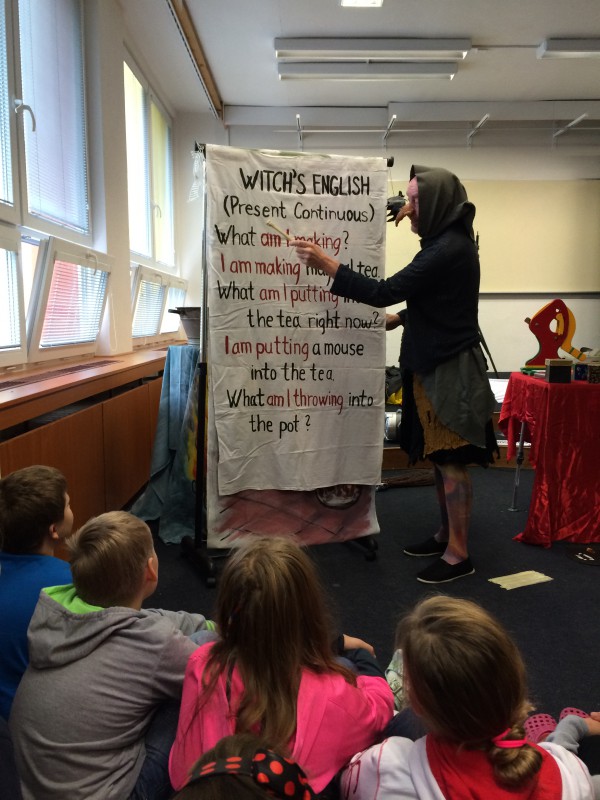 WITCH'S ENGLISH
(Present Continuous)
What am I making?
I am making tea.
What am I putting
the tea right now?
I am putting a mouse
into the tea.
What am I throwing into
the pot?